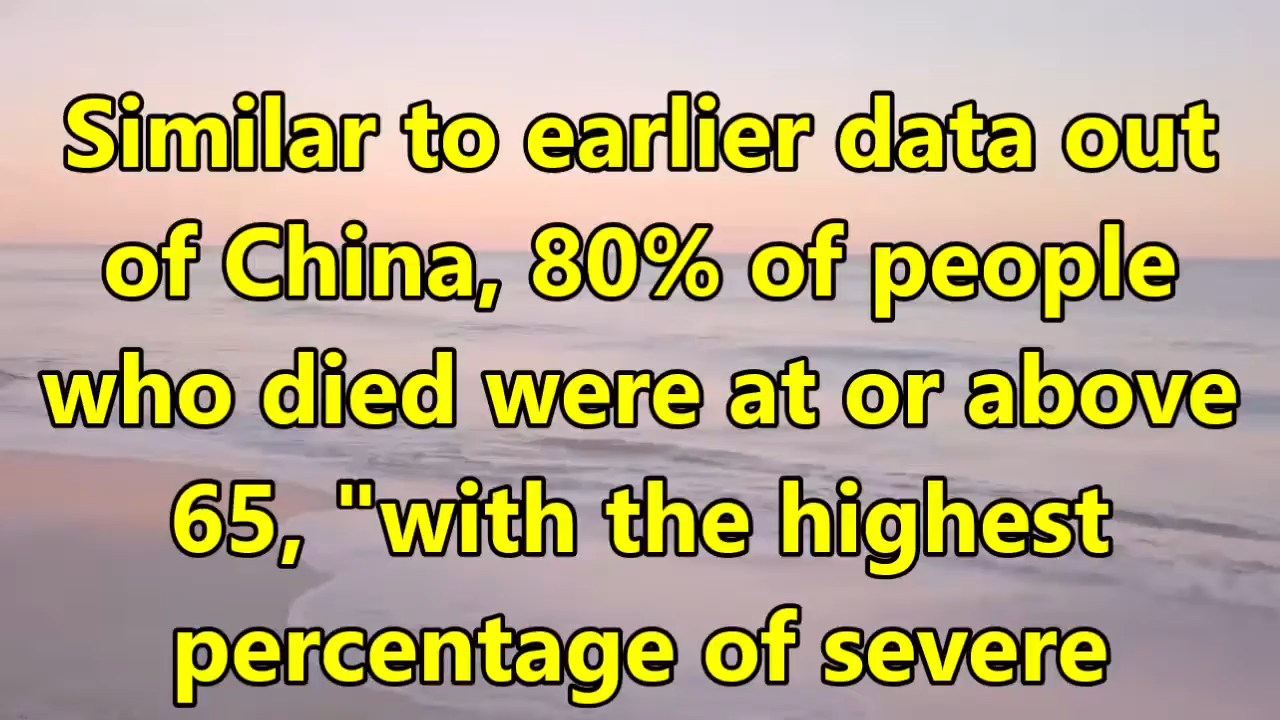 Similar to earlier data out
of China, 80% of people
who died were at or above
65, "with the highest
percentage of severe